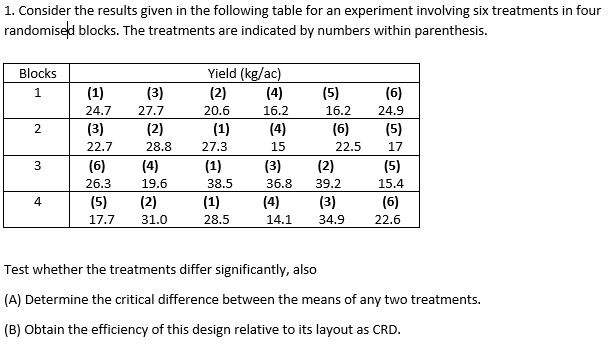 1. Consider the results given in the following table for an experiment involving six treatments in four
randomised blocks. The treatments are indicated by numbers within parenthesis.
Blocks Yield (kg/ac)
1 (1) (3) (2) (4) (5) (6)
24.7 27.7 20.6 16.2 16.2 24.9
2 (3) (2) (1) (4) (6) (5)
22.7 28.8 27.3 15 22.5 17
3 (6) (4) (1) (3) (2) (5)
26.3 19.6 38.5 36.8 39.2 15.4
4 (5) (2) (1) (4) (3) (6)
17.7 31.0 28.5 14.1 34.9 22.6
Test whether the treatments differ significantly, also
(A) Determine the critical difference between the means of any two treatments.
(B) Obtain the efficiency of this design relative to its layout as CRD.